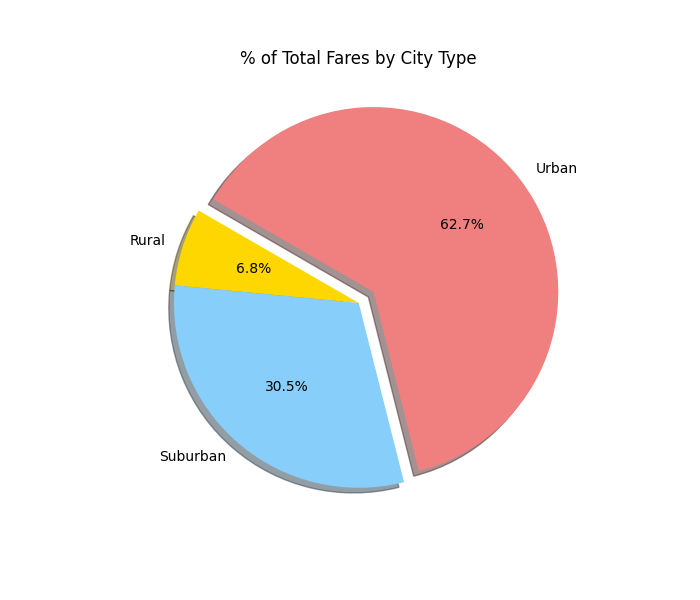 % of Total Fares by City Type
Urban
62.7%
Rural
6.8%
30.5%
Suburban